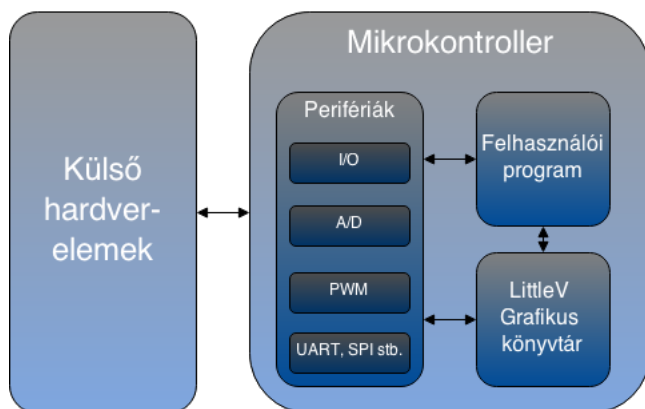 Külső
hardver-
elemek
Mikrokontroller
Perifériák
I/O
A/D
PWM
UART, SPI stb.
Felhasználói
program
LittleV
Grafikus
könyvtár